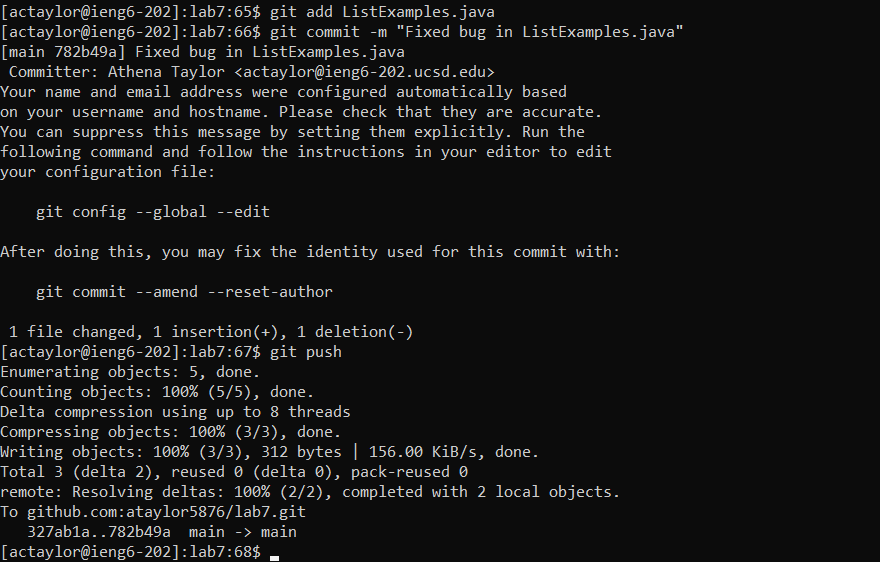 [actaylor@ieng6-202]:lab7:65$ git add ListExamples.java
[actaylor@ieng6-202]:lab7:66$ git commit -m "Fixed bug in ListExamples.java"
[main 782b49a] Fixed bug in ListExamples.java
 Committer: Athena Taylor <actaylor@ieng6-202.ucsd.edu>
Your name and email address were configured automatically based
on your username and hostname. Please check that they are accurate.
You can suppress this message by setting them explicitly. Run the
following command and follow the instructions in your editor to edit
your configuration file:

    git config --global --edit

After doing this, you may fix the identity used for this commit with:

    git commit --amend --reset-author

 1 file changed, 1 insertion(+), 1 deletion(-)
[actaylor@ieng6-202]:lab7:67$ git push
Enumerating objects: 5, done.
Counting objects: 100% (5/5), done.
Delta compression using up to 8 threads
Compressing objects: 100% (3/3), done.
Writing objects: 100% (3/3), 312 bytes | 156.00 KiB/s, done.
Total 3 (delta 2), reused 0 (delta 0), pack-reused 0
remote: Resolving deltas: 100% (2/2), completed with 2 local objects.
To github.com:ataylor5876/lab7.git
   327ab1a..782b49a  main -> main
[actaylor@ieng6-202]:lab7:68$